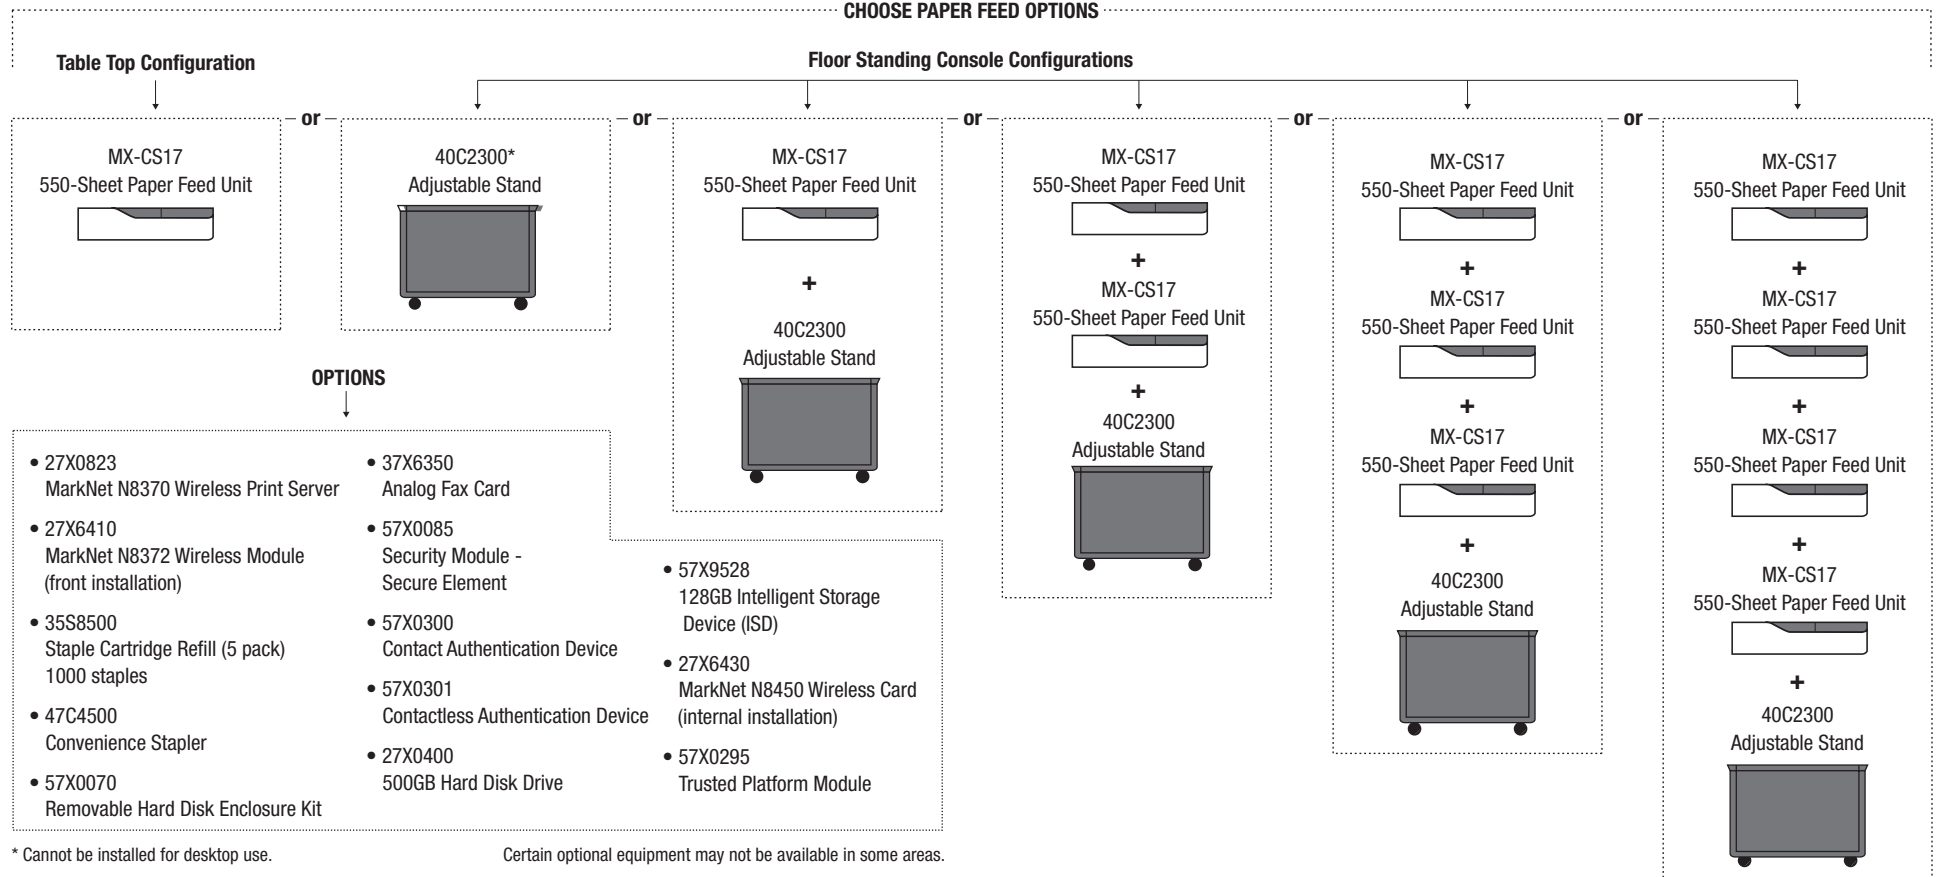 CHOOSE PAPER FEED OPTIONS
Table Top Configuration
Floor Standing Console Configurations
MX-CS17
550-Sheet Paper Feed Unit
or
40C2300*
Adjustable Stand
or
MX-CS17
550-Sheet Paper Feed Unit
+
40C2300
Adjustable Stand
or
MX-CS17
550-Sheet Paper Feed Unit
+
MX-CS17
550-Sheet Paper Feed Unit
+
40C2300
Adjustable Stand
or
MX-CS17
550-Sheet Paper Feed Unit
+
MX-CS17
550-Sheet Paper Feed Unit
+
MX-CS17
550-Sheet Paper Feed Unit
+
40C2300
Adjustable Stand
or
MX-CS17
550-Sheet Paper Feed Unit
+
MX-CS17
550-Sheet Paper Feed Unit
+
MX-CS17
550-Sheet Paper Feed Unit
+
MX-CS17
550-Sheet Paper Feed Unit
+
40C2300
Adjustable Stand
OPTIONS
• 27X0823
MarkNet N8370 Wireless Print Server
• 27X6410
MarkNet N8372 Wireless Module
(front installation)
• 35S8500
Staple Cartridge Refill (5 pack)
1000 staples
• 47C4500
Convenience Stapler
• 57X0070
Removable Hard Disk Enclosure Kit
• 37X6350
Analog Fax Card
• 57X0085
Security Module -
Secure Element
• 57X0300
Contact Authentication Device
• 57X0301
Contactless Authentication Device
• 27X0400
500GB Hard Disk Drive
• 57X9528
128GB Intelligent Storage
Device (ISD)
• 27X6430
MarkNet N8450 Wireless Card
(internal installation)
• 57X0295
Trusted Platform Module
* Cannot be installed for desktop use.
Certain optional equipment may not be available in some areas.